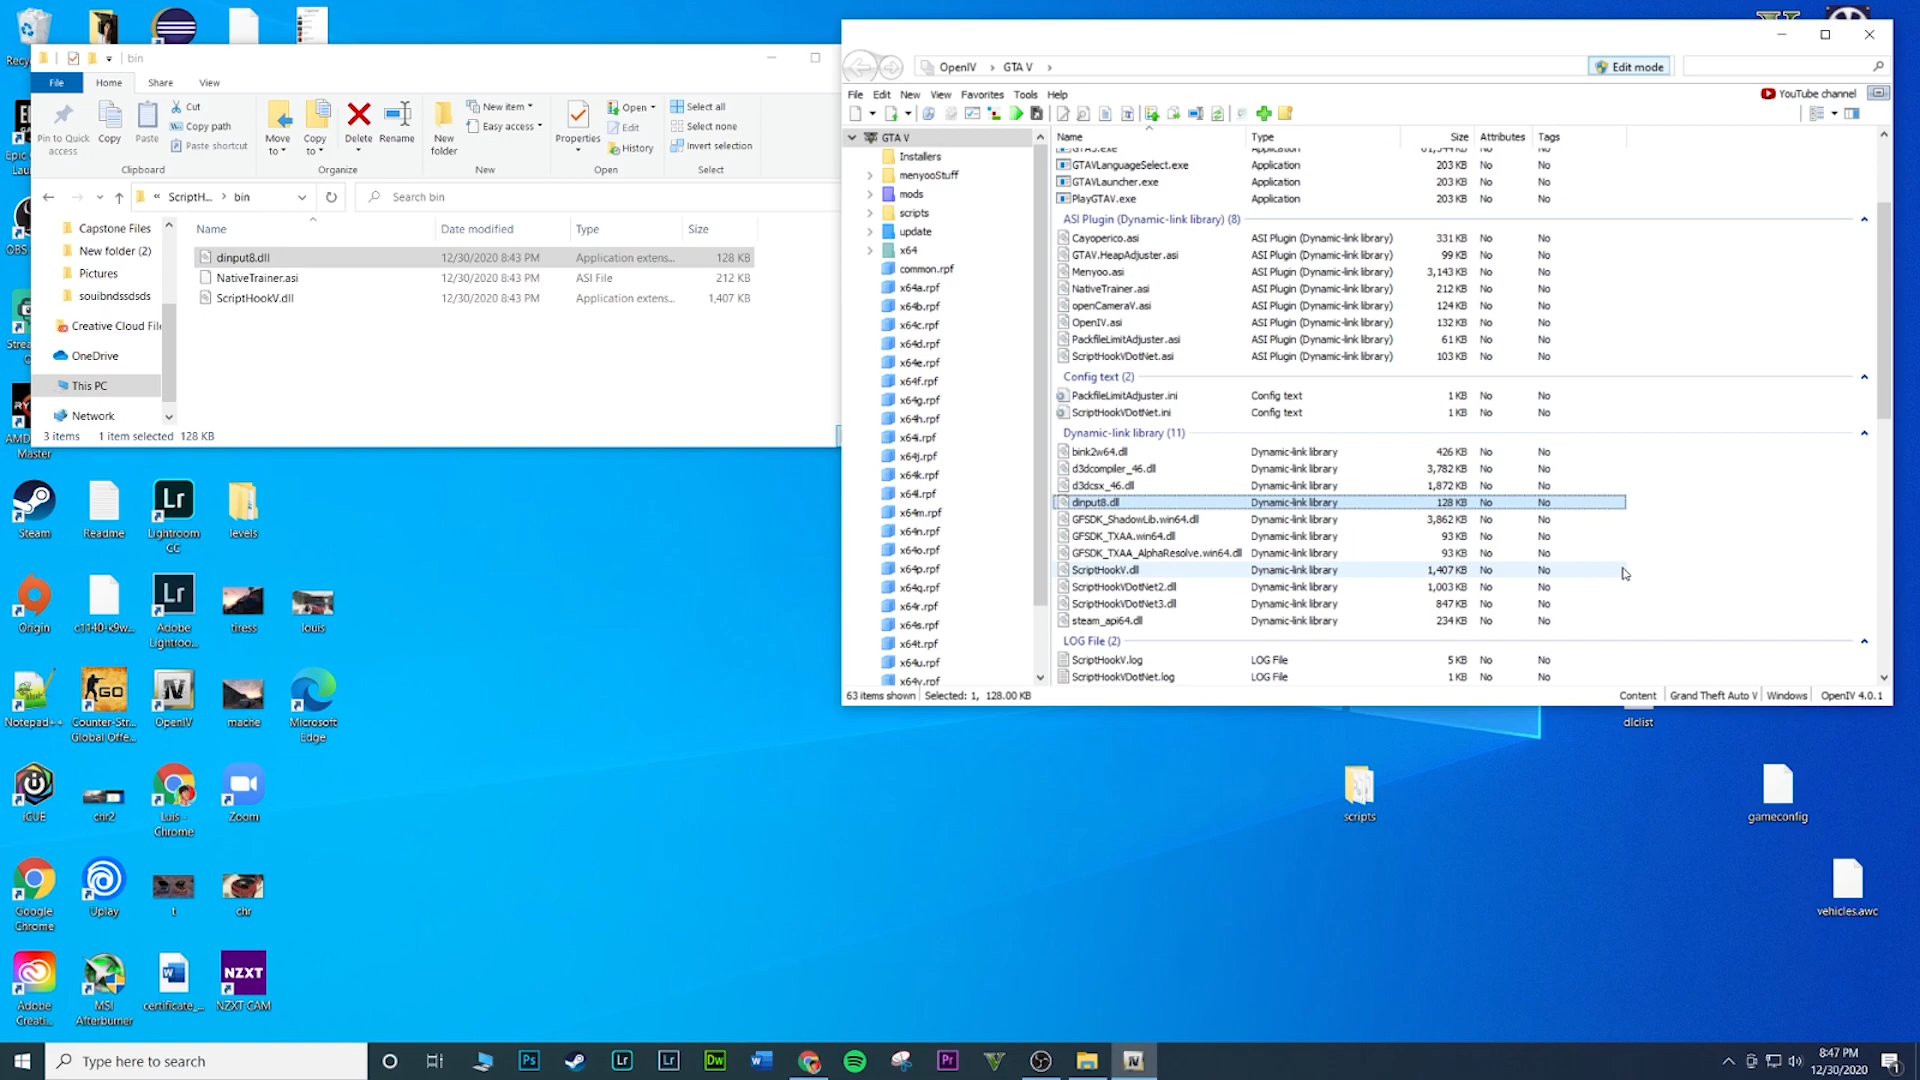 bin
File
Home
Share
View
Pin to Quick access
Copy
Paste
Cut
Copy path
Paste shortcut
Clipboard
Move to
Copy to
Delete
Rename
Organize
New folder
New item
Easy access
New
Properties
Open
Edit
History
Open
Select all
Select none
Invert selection
Select
« ScriptH... › bin
Search bin
Name Date modified Type Size
dinput8.dll 12/30/2020 8:43 PM Application extens... 128 KB
NativeTrainer.asi 12/30/2020 8:43 PM ASI File 212 KB
ScriptHookV.dll 12/30/2020 8:43 PM Application extens... 1,407 KB
Capstone Files
New folder (2)
Pictures
souibndssdsds
Creative Cloud File
OneDrive
This PC
Network
3 items 1 item selected 128 KB
OpenIV › GTA V ›
Edit mode
File Edit New View Favorites Tools Help
YouTube channel
GTA V
Installers
menyooStuff
mods
scripts
update
x64
common.rpf
x64a.rpf
x64b.rpf
x64c.rpf
x64d.rpf
x64e.rpf
x64f.rpf
x64g.rpf
x64h.rpf
x64i.rpf
x64j.rpf
x64k.rpf
x64l.rpf
x64m.rpf
x64n.rpf
x64o.rpf
x64p.rpf
x64q.rpf
x64r.rpf
x64s.rpf
x64t.rpf
x64u.rpf
x64v.rpf
Name Type Size Attributes Tags
GTA5.exe Application No No
GTAVLanguageSelect.exe Application 203 KB No No
GTAVLauncher.exe Application 203 KB No No
PlayGTAV.exe Application 203 KB No No
ASI Plugin (Dynamic-link library) (8)
Cayoperico.asi ASI Plugin (Dynamic-link library) 331 KB No No
GTAV.HeapAdjuster.asi ASI Plugin (Dynamic-link library) 99 KB No No
Menyoo.asi ASI Plugin (Dynamic-link library) 3,143 KB No No
NativeTrainer.asi ASI Plugin (Dynamic-link library) 212 KB No No
openCameraV.asi ASI Plugin (Dynamic-link library) 124 KB No No
OpenIV.asi ASI Plugin (Dynamic-link library) 132 KB No No
PackfileLimitAdjuster.asi ASI Plugin (Dynamic-link library) 61 KB No No
ScriptHookVDotNet.asi ASI Plugin (Dynamic-link library) 103 KB No No
Config text (2)
PackfileLimitAdjuster.ini Config text 1 KB No No
ScriptHookVDotNet.ini Config text 1 KB No No
Dynamic-link library (11)
bink2w64.dll Dynamic-link library 426 KB No No
d3dcompiler_46.dll Dynamic-link library 3,782 KB No No
d3dcsx_46.dll Dynamic-link library 1,872 KB No No
dinput8.dll Dynamic-link library 128 KB No No
GFSDK_ShadowLib.win64.dll Dynamic-link library 3,862 KB No No
GFSDK_TXAA.win64.dll Dynamic-link library 93 KB No No
GFSDK_TXAA_AlphaResolve.win64.dll Dynamic-link library 93 KB No No
ScriptHookV.dll Dynamic-link library 1,407 KB No No
ScriptHookVDotNet2.dll Dynamic-link library 1,003 KB No No
ScriptHookVDotNet3.dll Dynamic-link library 847 KB No No
steam_api64.dll Dynamic-link library 234 KB No No
LOG File (2)
ScriptHookV.log LOG File 5 KB No No
ScriptHookVDotNet.log LOG File 1 KB No No
63 items shown Selected: 1, 128.00 KB
Content Grand Theft Auto V Windows OpenIV 4.0.1
Master
Steam
Readme
Lightroom CC
levels
Origin
c1140-k9w...
Adobe Lightroo...
tiress
louis
Notepad++
Counter-Str... Global Offe...
OpenIV
mache
Microsoft Edge
iCUE
chr2
Luis - Chrome
Zoom
Google Chrome
Uplay
t
chr
Adobe Creati...
MSI Afterburner
certificate_...
NZXT
NZXT CAM
dlclist
scripts
gameconfig
vehicles.awc
Type here to search
8:47 PM
12/30/2020